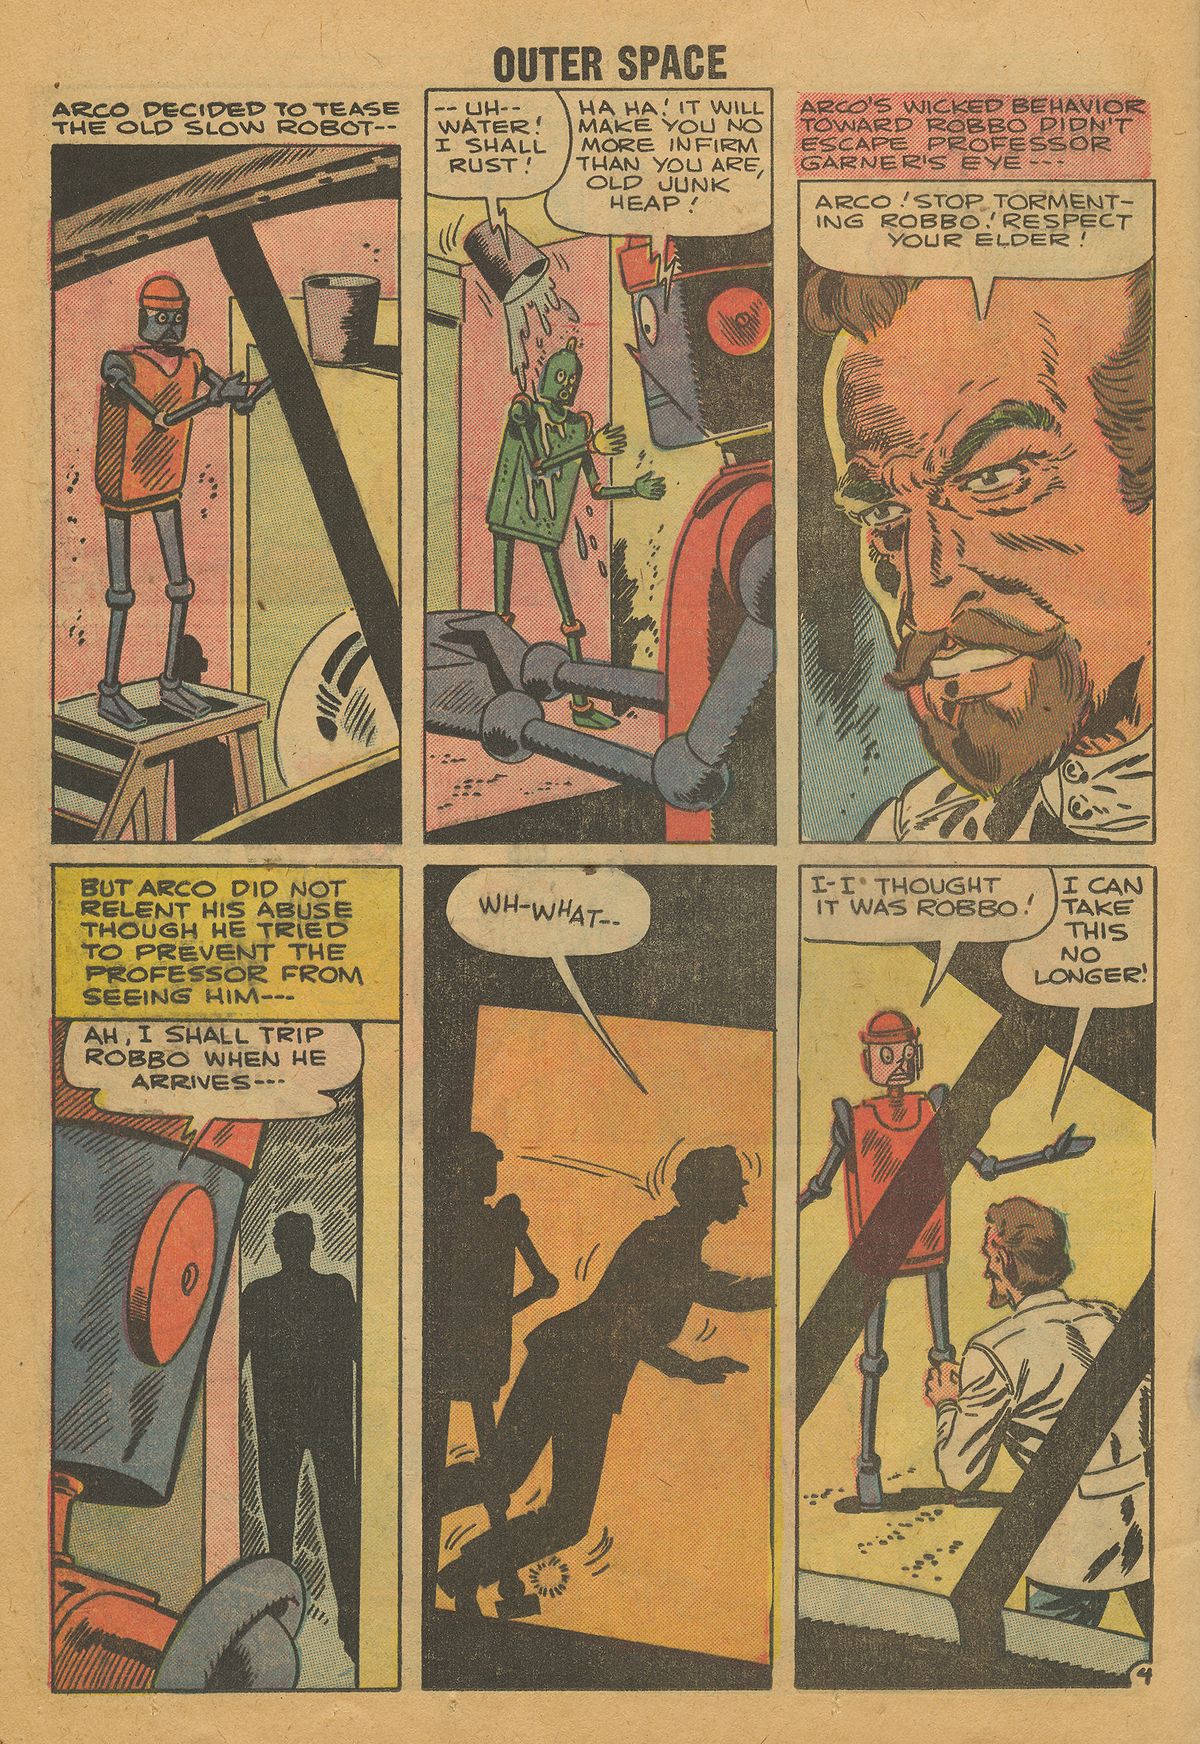 OUTER SPACE
ARCO DECIDED TO TEASE
THE OLD SLOW ROBOT--
-- UH--
WATER!
I SHALL
RUST!
HA HA! IT WILL
MAKE YOU NO
MORE INFIRM
THAN YOU ARE,
OLD JUNK
HEAP!
ARCO'S WICKED BEHAVIOR
TOWARD ROBBO DIDN'T
ESCAPE PROFESSOR
GARNER'S EYE ---
ARCO! STOP TORMENT-
ING ROBBO! RESPECT
YOUR ELDER!
BUT ARCO DID NOT
RELENT HIS ABUSE
THOUGH HE TRIED
TO PREVENT THE
PROFESSOR FROM
SEEING HIM---
AH, I SHALL TRIP
ROBBO WHEN HE
ARRIVES---
WH-WHAT--
I-I THOUGHT
IT WAS ROBBO!
I CAN
TAKE
THIS
NO
LONGER!
4